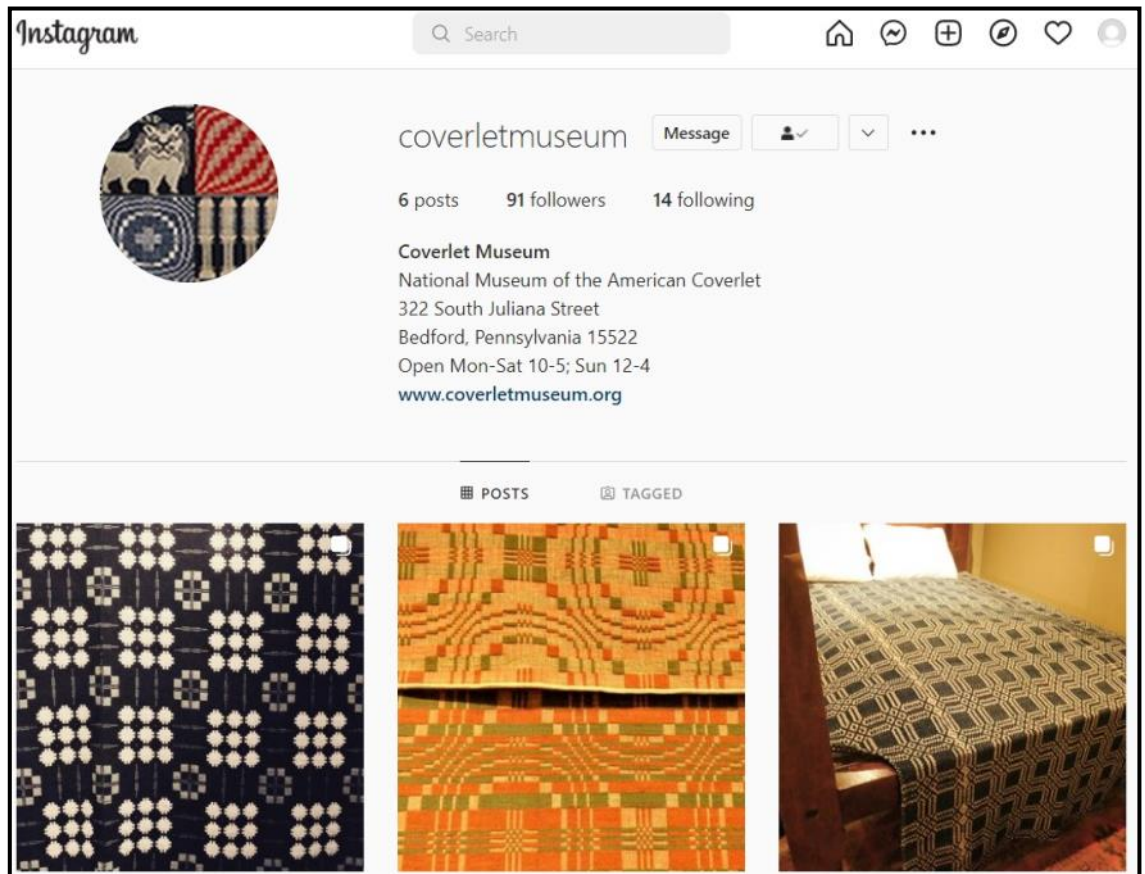 Instagram
Search
coverletmuseum Message
6 posts 91 followers 14 following
Coverlet Museum
National Museum of the American Coverlet
322 South Juliana Street
Bedford, Pennsylvania 15522
Open Mon-Sat 10-5; Sun 12-4
www.coverletmuseum.org
POSTS TAGGED